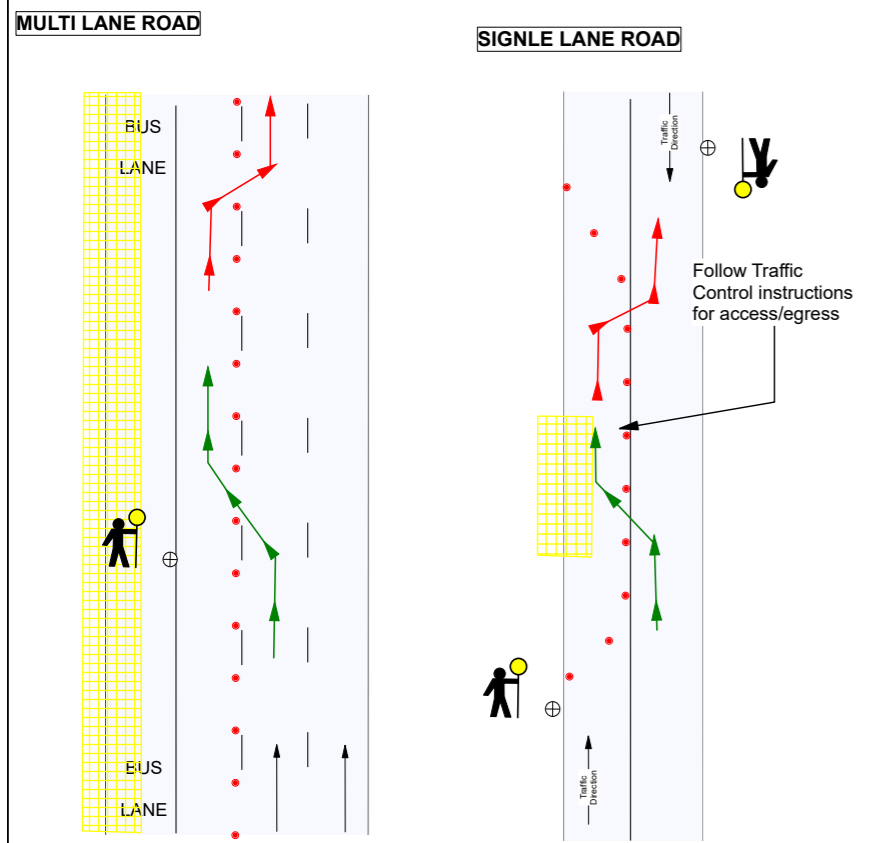 MULTI LANE ROAD
SIGNLE LANE ROAD
BUS
LANE
Traffic
Direction
Follow Traffic
Control instructions
for access/egress
BUS
LANE
Traffic
Direction